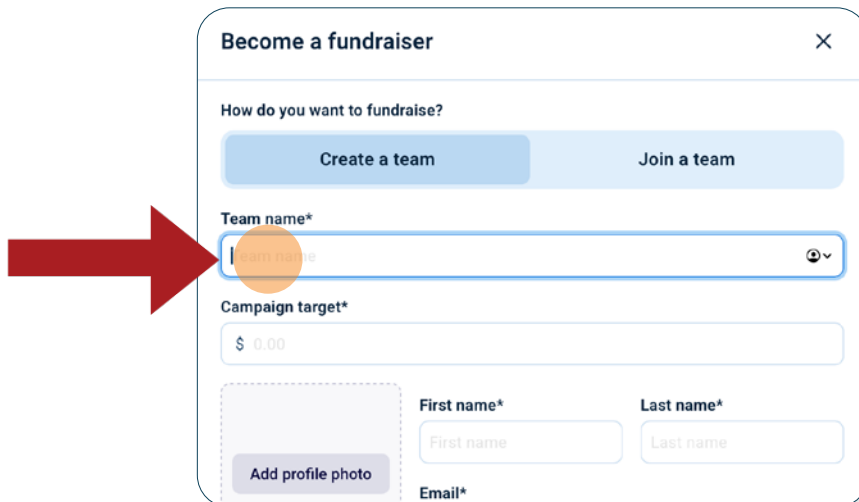 Become a fundraiser
How do you want to fundraise?
Create a team Join a team
Team name*
Team name
Campaign target*
$ 0.00
First name* Last name*
First name Last name
Add profile photo
Email*